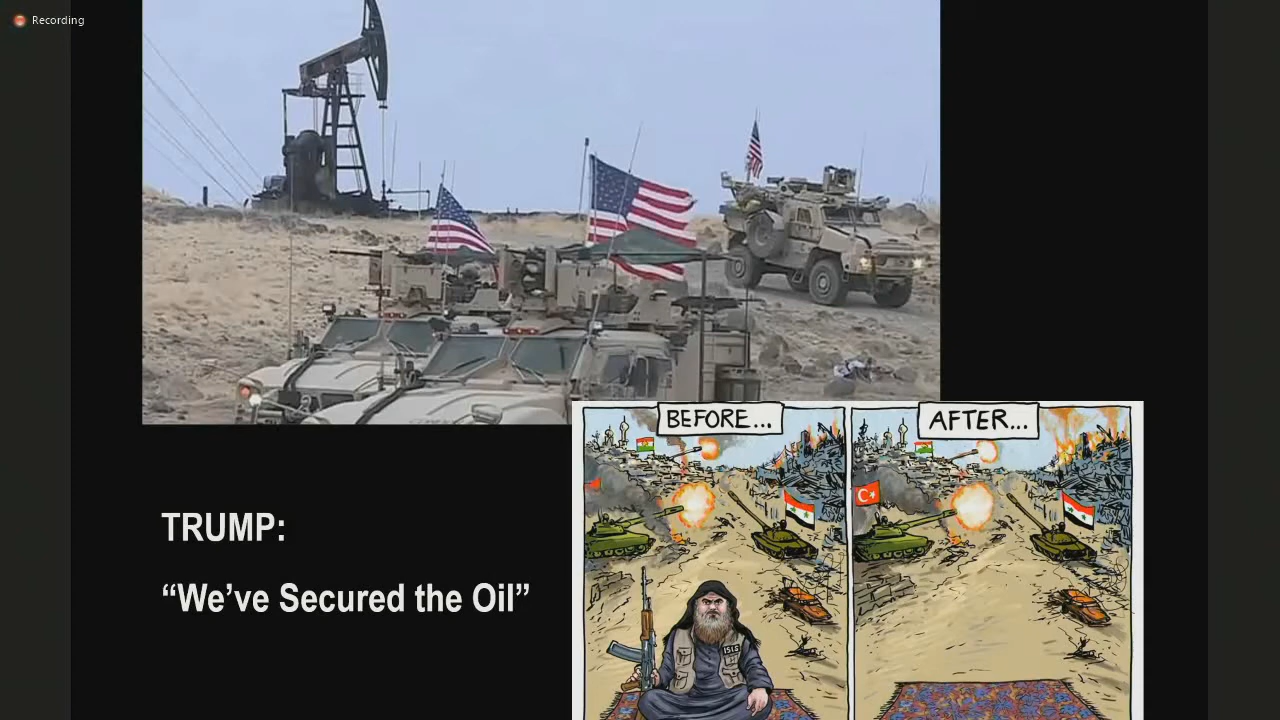 Recording
BEFORE...
AFTER...
TRUMP:
“We’ve Secured the Oil”
ISIS